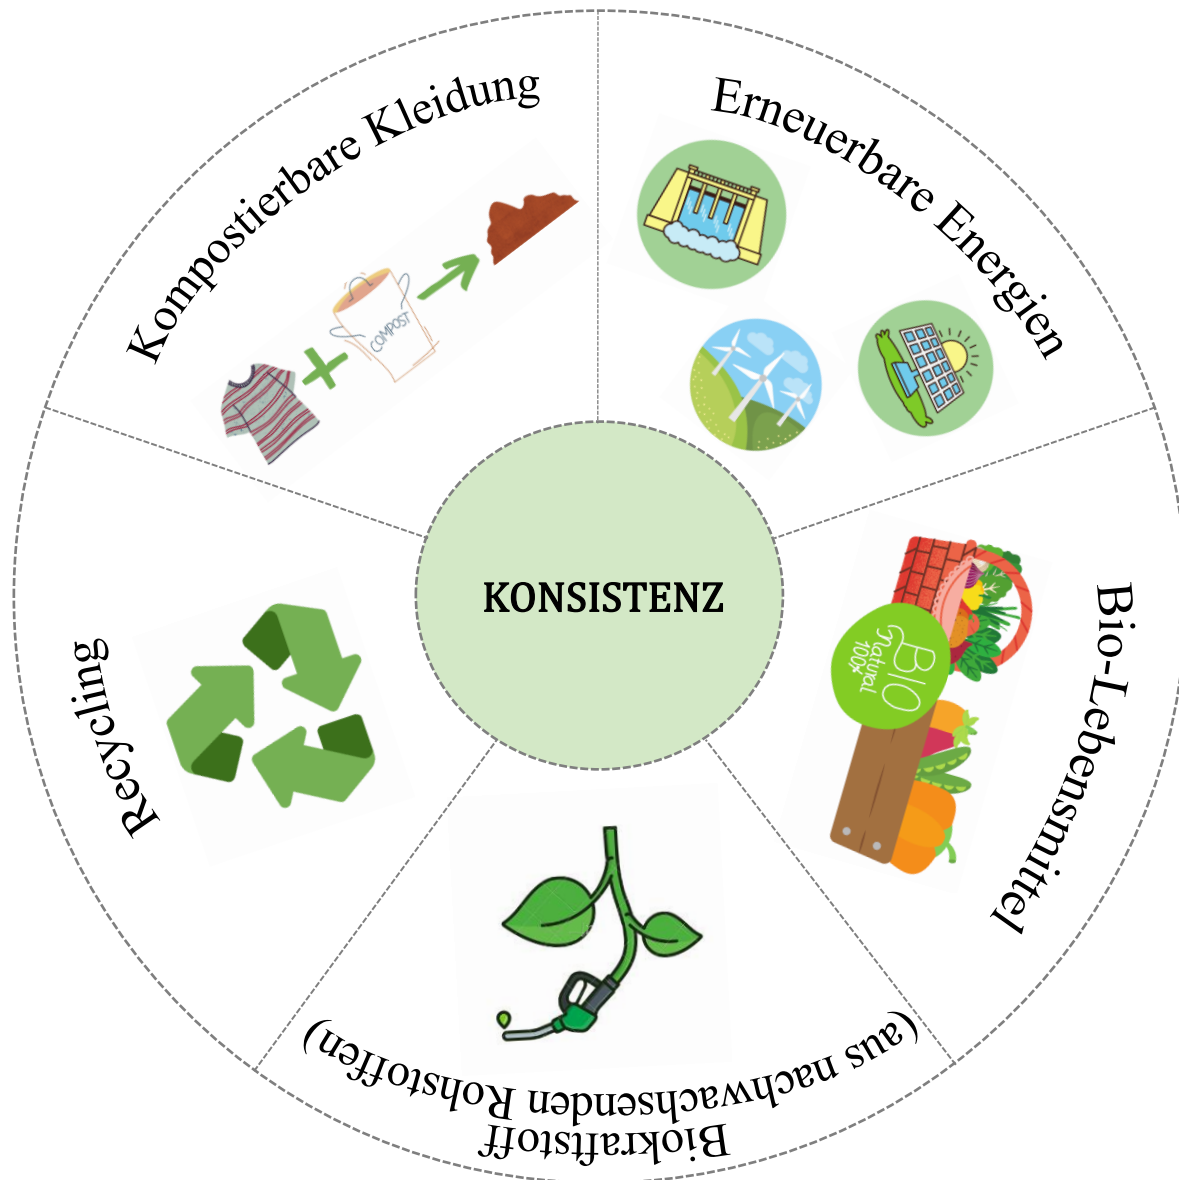 Kompostierbare Kleidung
COMPOST
Erneuerbare Energien
KONSISTENZ
Bio-Lebensmittel
BIO
natural
100%
Biokraftstoff
(aus nachwachsenden Rohstoffen)
Recycling